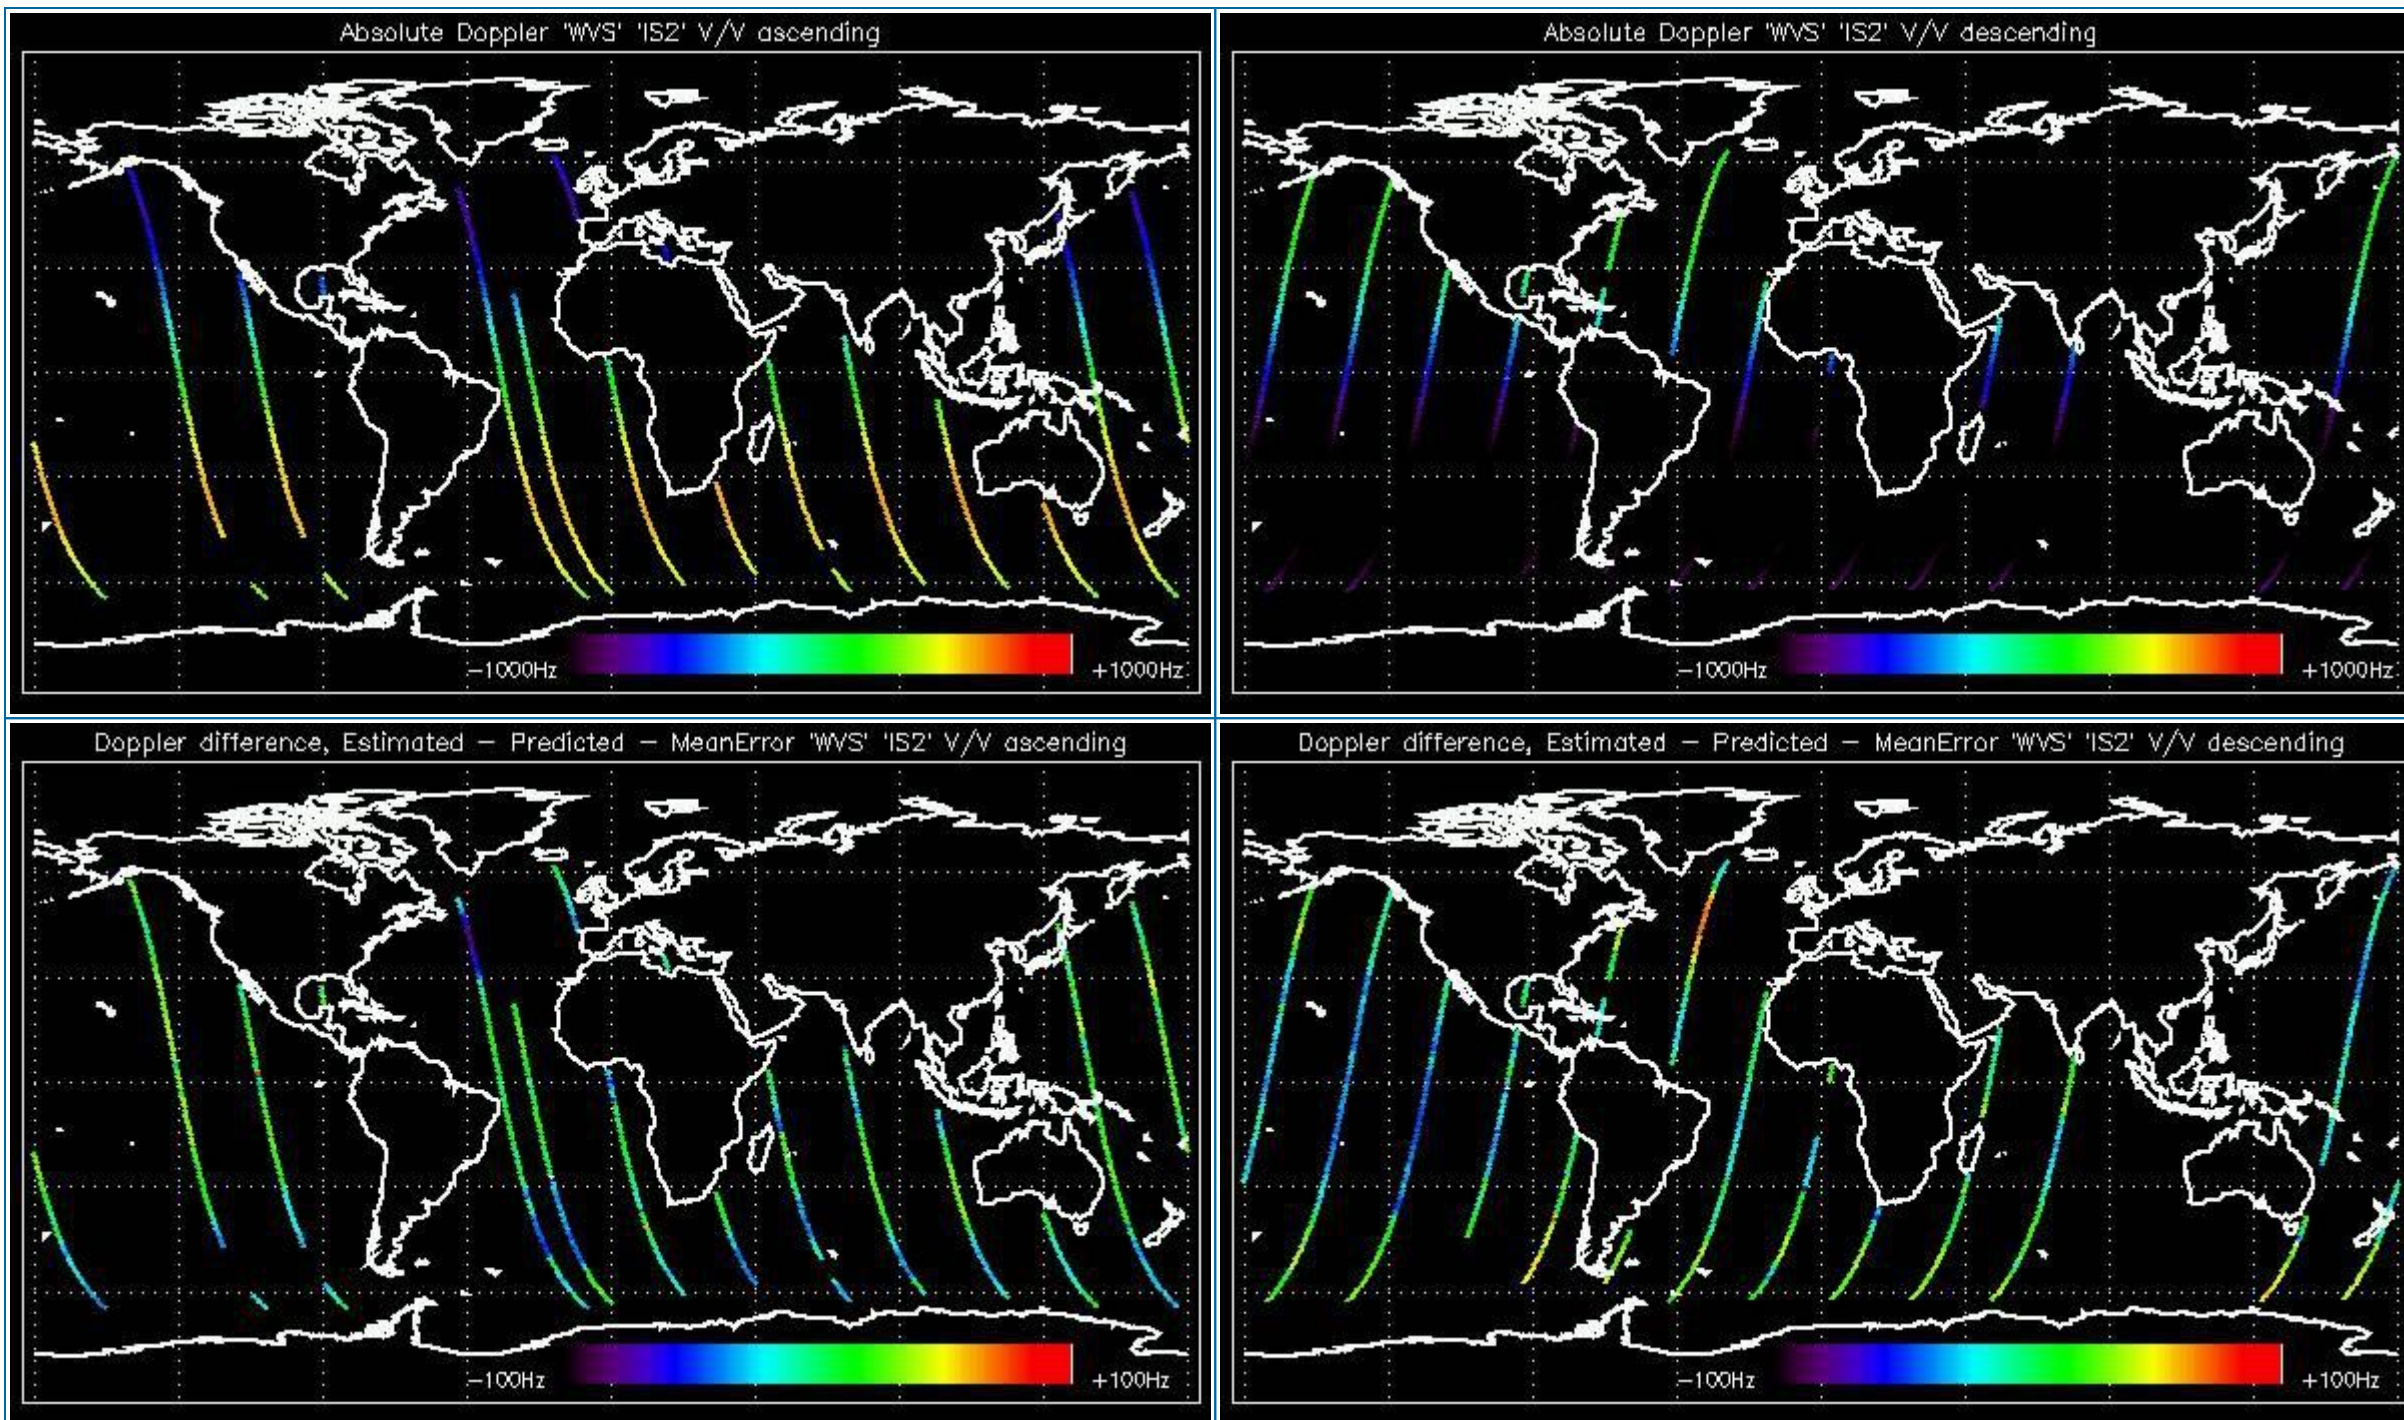 Absolute Doppler 'WVS' 'IS2' V/V ascending
-1000Hz
+1000Hz
Absolute Doppler 'WVS' 'IS2' V/V descending
-1000Hz
+1000Hz
Doppler difference, Estimated - Predicted - MeanError 'WVS' 'IS2' V/V ascending
-100Hz
+100Hz
Doppler difference, Estimated - Predicted - MeanError 'WVS' 'IS2' V/V descending
-100Hz
+100Hz